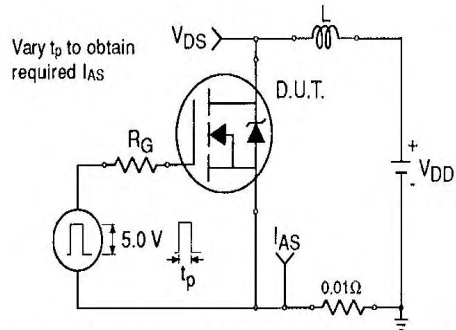 Vary tp to obtain
required IAS
VDS
L
D.U.T.
RG
+
VDD
-
5.0 V
tp
IAS
0.01Ω